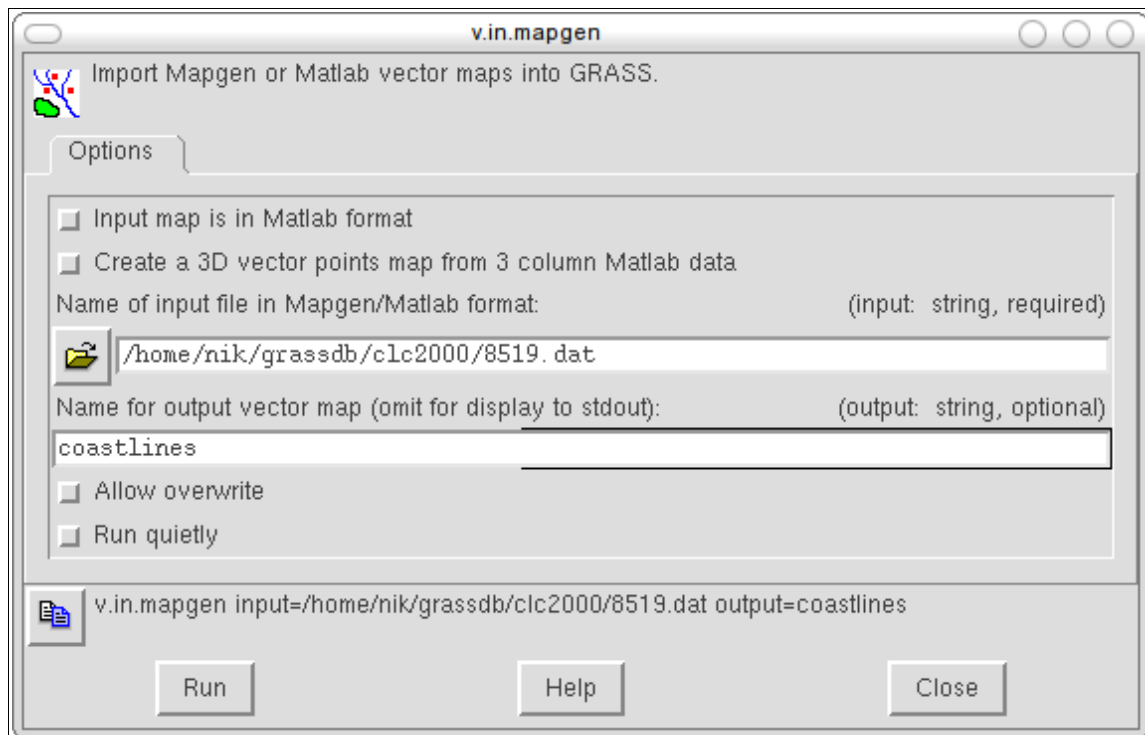 v.in.mapgen
Import Mapgen or Matlab vector maps into GRASS.
Options
Input map is in Matlab format
Create a 3D vector points map from 3 column Matlab data
Name of input file in Mapgen/Matlab format: (input: string, required)
/home/nik/grassdb/clc2000/8519.dat
Name for output vector map (omit for display to stdout): (output: string, optional)
coastlines
Allow overwrite
Run quietly
v.in.mapgen input=/home/nik/grassdb/clc2000/8519.dat output=coastlines
Run Help Close